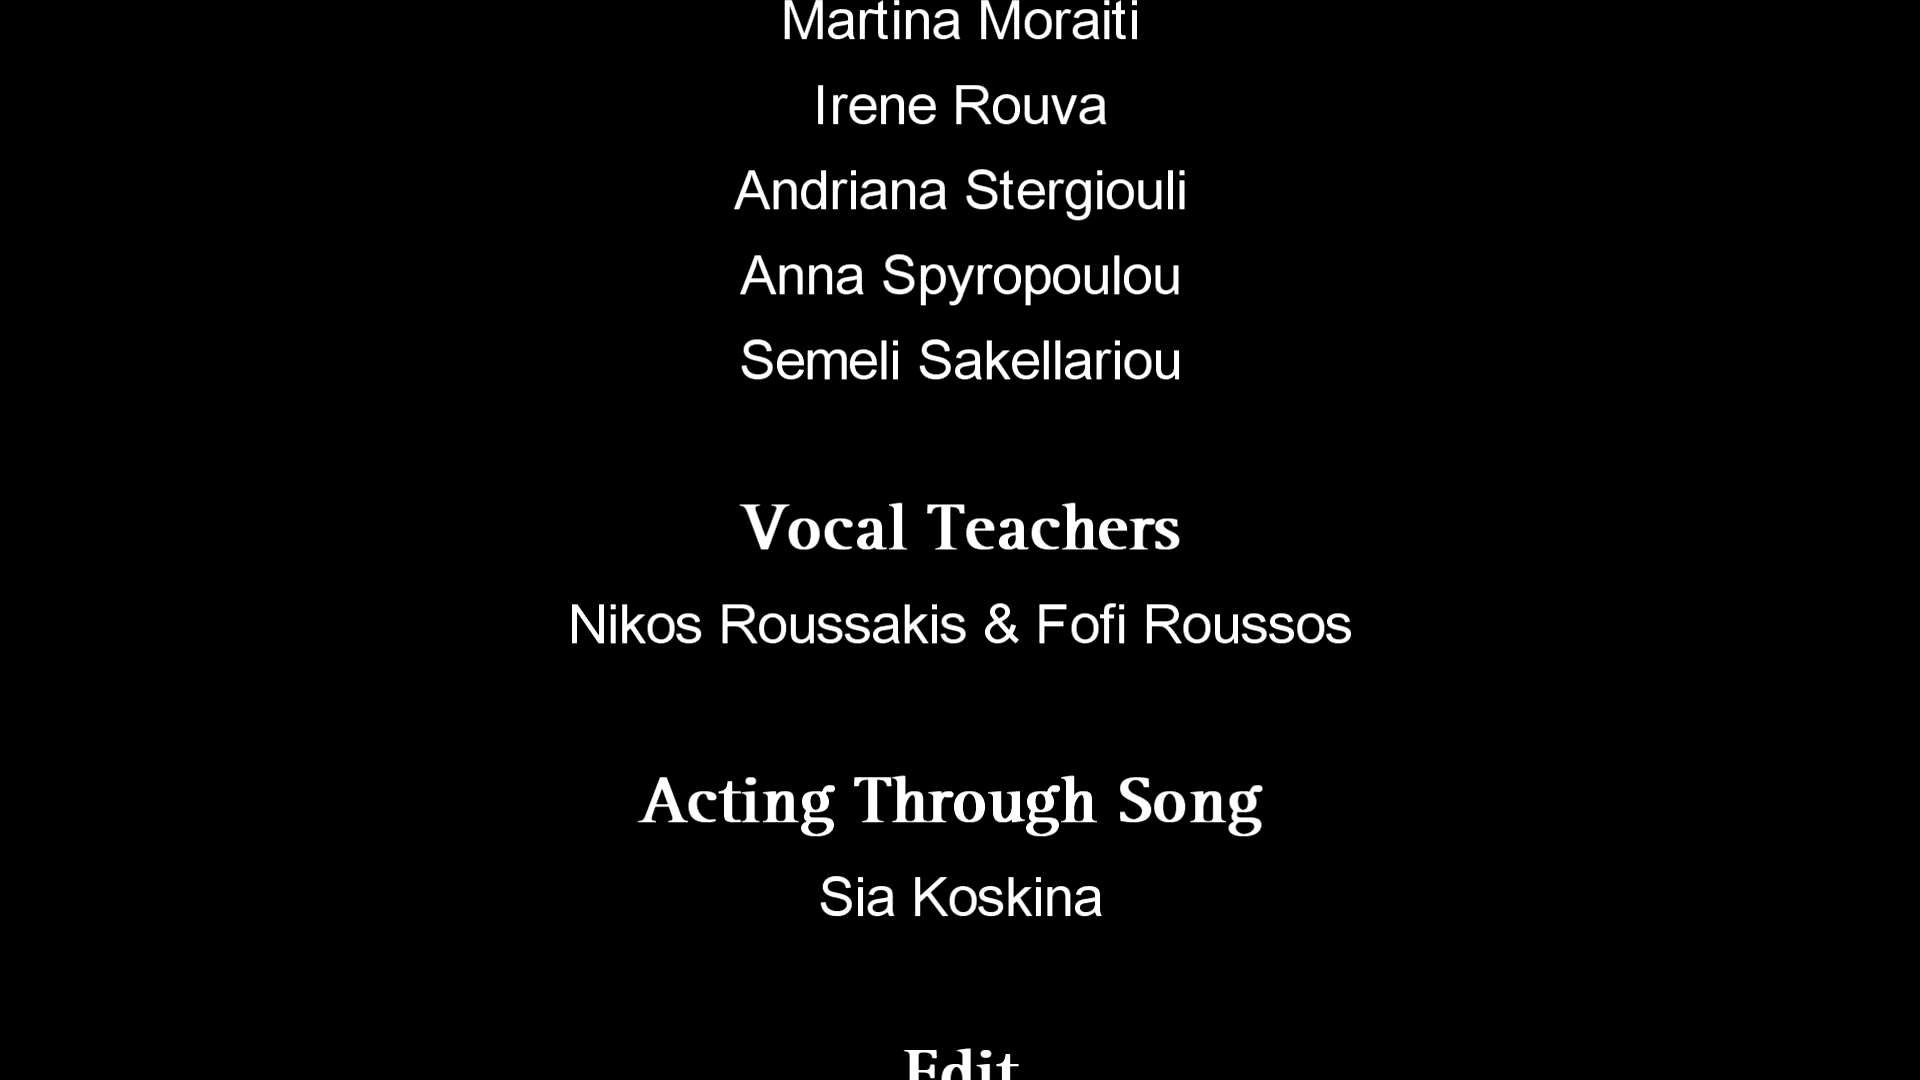 Martina Moraiti
Irene Rouva
Andriana Stergiouli
Anna Spyropoulou
Semeli Sakellariou
Vocal Teachers
Nikos Roussakis & Fofi Roussos
Acting Through Song
Sia Koskina
Edit